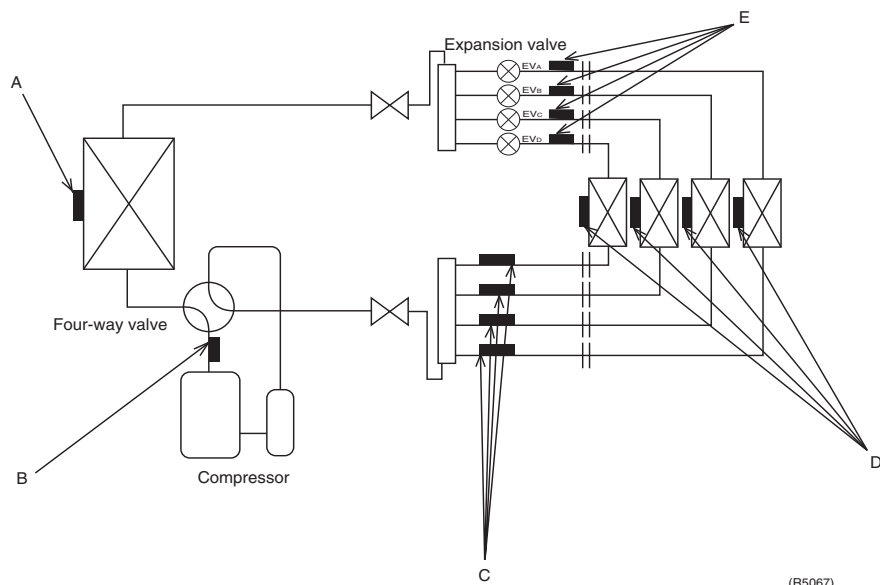 E
Expansion valve
A
EVA
EVB
EVC
EVD
Four-way valve
D
B
Compressor
C
(R5067)